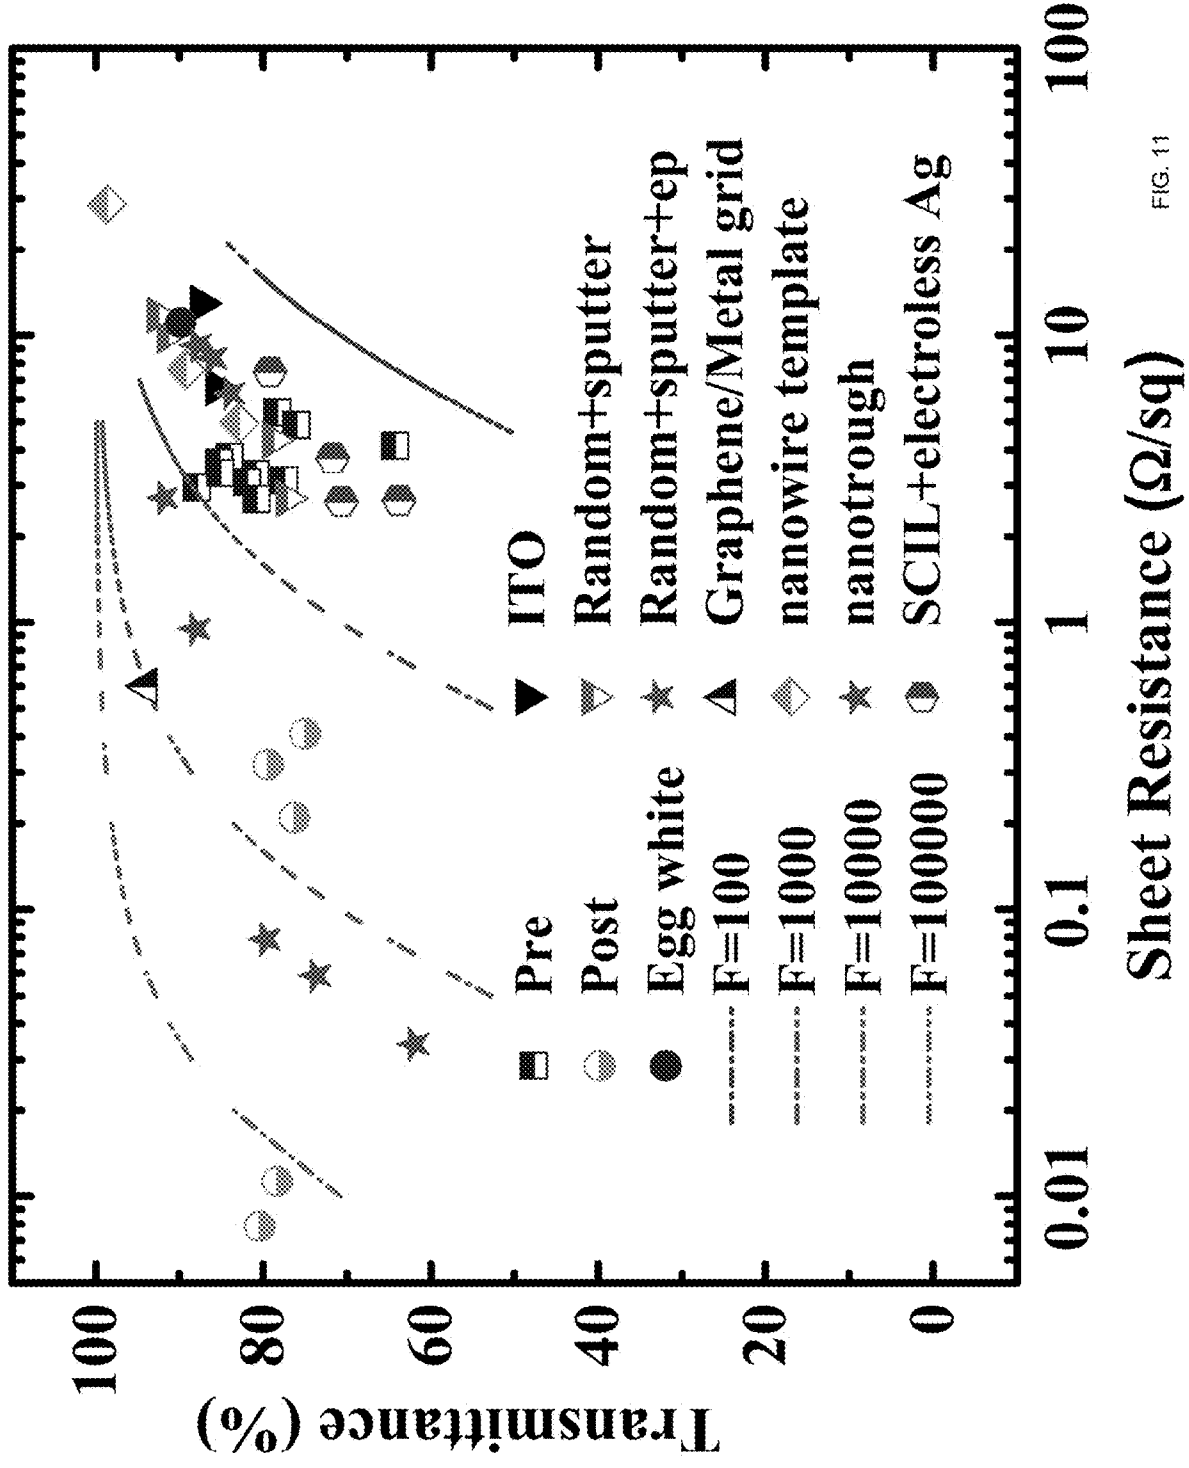 Transmittance (%)
100
80
60
40
20
0
Pre
Post
Egg white
F=100
F=1000
F=10000
F=100000
ITO
Random+sputter
Random+sputter+ep
Graphene/Metal grid
nanowire template
nanotrough
SCIL+electroless Ag
0.01
0.1
1
10
100
Sheet Resistance (Ω/sq)
FIG. 11